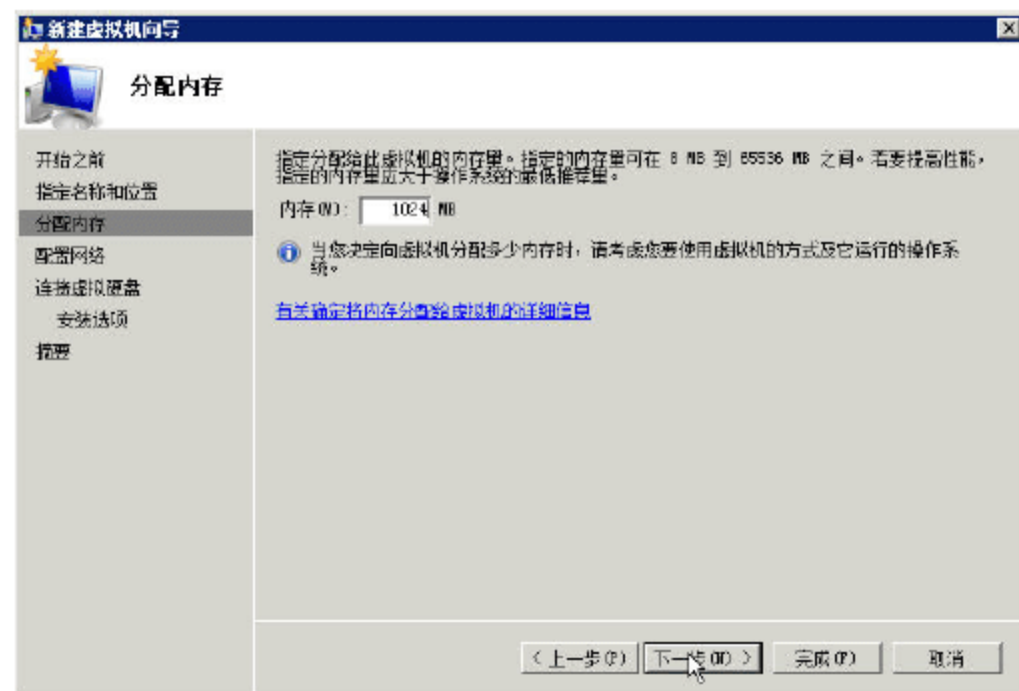 新建虚拟机向导
分配内存
开始之前
指定名称和位置
分配内存
配置网络
连接虚拟硬盘
安装选项
摘要
指定分配给此虚拟机的内存量。指定的内存量可在 8 MB 到 65536 MB 之间。若要提高性能，
指定的内存量应大于操作系统的最低推荐量。
内存(M): 1024 MB
当您决定向虚拟机分配多少内存时，请考虑您要使用虚拟机的方式及它运行的操作系
统。
有关确定将内存分配给虚拟机的详细信息
< 上一步(P) 下一步(N) > 完成(F) 取消